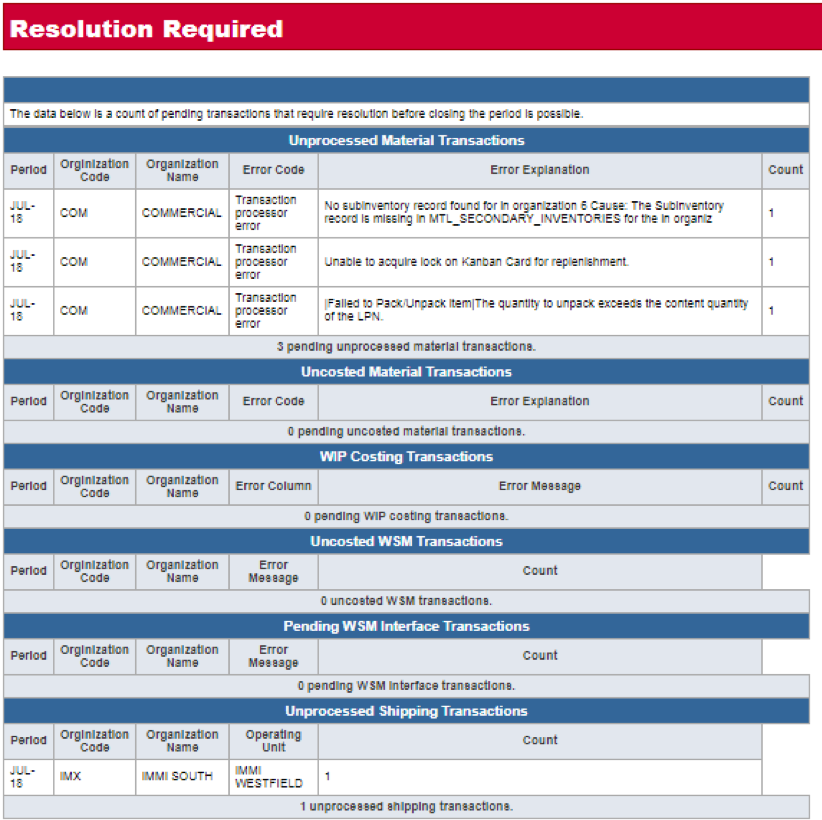 Resolution Required
The data below is a count of pending transactions that require resolution before closing the period is possible.
Unprocessed Material Transactions
Period Orginization Code Organization Name Error Code Error Explanation Count
JUL-18 COM COMMERCIAL Transaction processor error No subinventory record found for in organization 6 Cause: The Subinventory record is missing in MTL_SECONDARY_INVENTORIES for the in organiz 1
JUL-18 COM COMMERCIAL Transaction processor error Unable to acquire lock on Kanban Card for replenishment. 1
JUL-18 COM COMMERCIAL Transaction processor error |Failed to Pack/Unpack item|The quantity to unpack exceeds the content quantity of the LPN. 1
3 pending unprocessed material transactions.
Uncosted Material Transactions
Period Orginization Code Organization Name Error Code Error Explanation Count
0 pending uncosted material transactions.
WIP Costing Transactions
Period Orginization Code Organization Name Error Column Error Message Count
0 pending WIP costing transactions.
Uncosted WSM Transactions
Period Orginization Code Organization Name Error Message Count
0 uncosted WSM transactions.
Pending WSM Interface Transactions
Period Orginization Code Organization Name Error Message Count
0 pending WSM interface transactions.
Unprocessed Shipping Transactions
Period Orginization Code Organization Name Operating Unit Count
JUL-18 IMX IMMI SOUTH IMMI WESTFIELD 1
1 unprocessed shipping transactions.